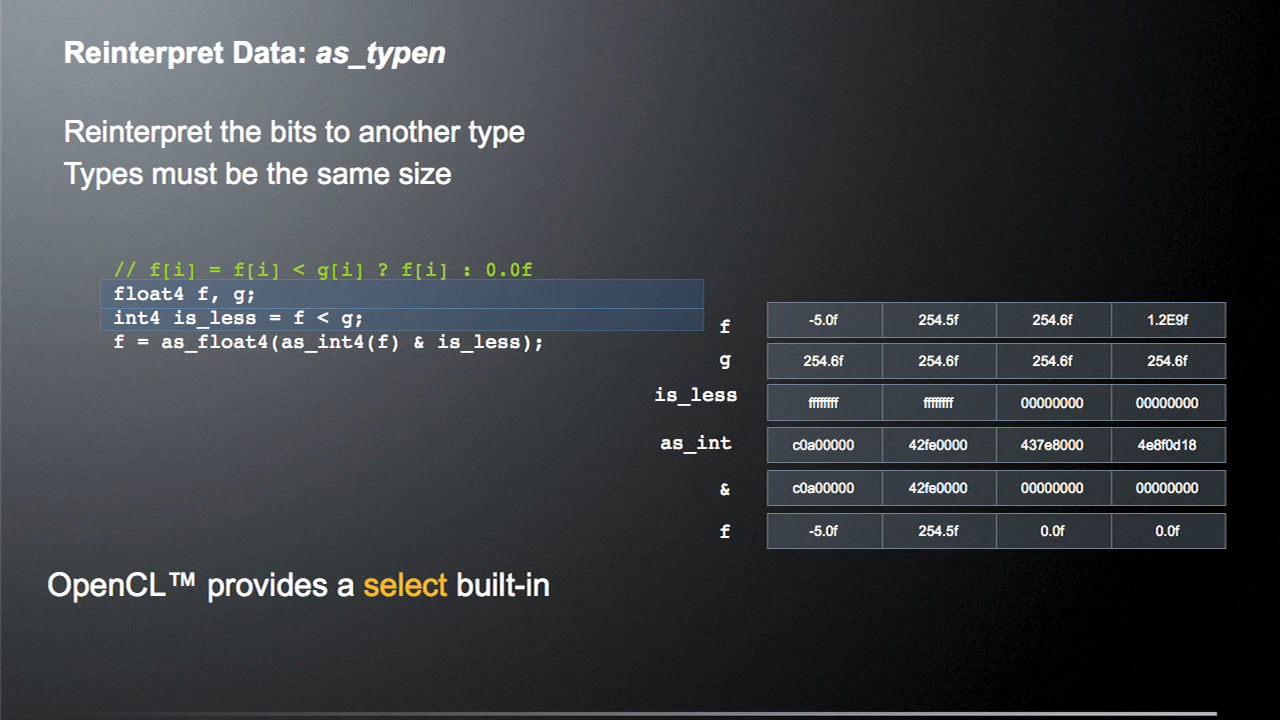 Reinterpret Data: as_typen
Reinterpret the bits to another type
Types must be the same size
// f[i] = f[i] < g[i] ? f[i] : 0.0f
float4 f, g;
int4 is_less = f < g;
f = as_float4(as_int4(f) & is_less);
f -5.0f 254.5f 254.6f 1.2E9f
g 254.6f 254.6f 254.6f 254.6f
is_less ffffffff ffffffff 00000000 00000000
as_int c0a00000 42fe0000 437e8000 4e8f0d18
& c0a00000 42fe0000 00000000 00000000
f -5.0f 254.5f 0.0f 0.0f
OpenCL™ provides a select built-in